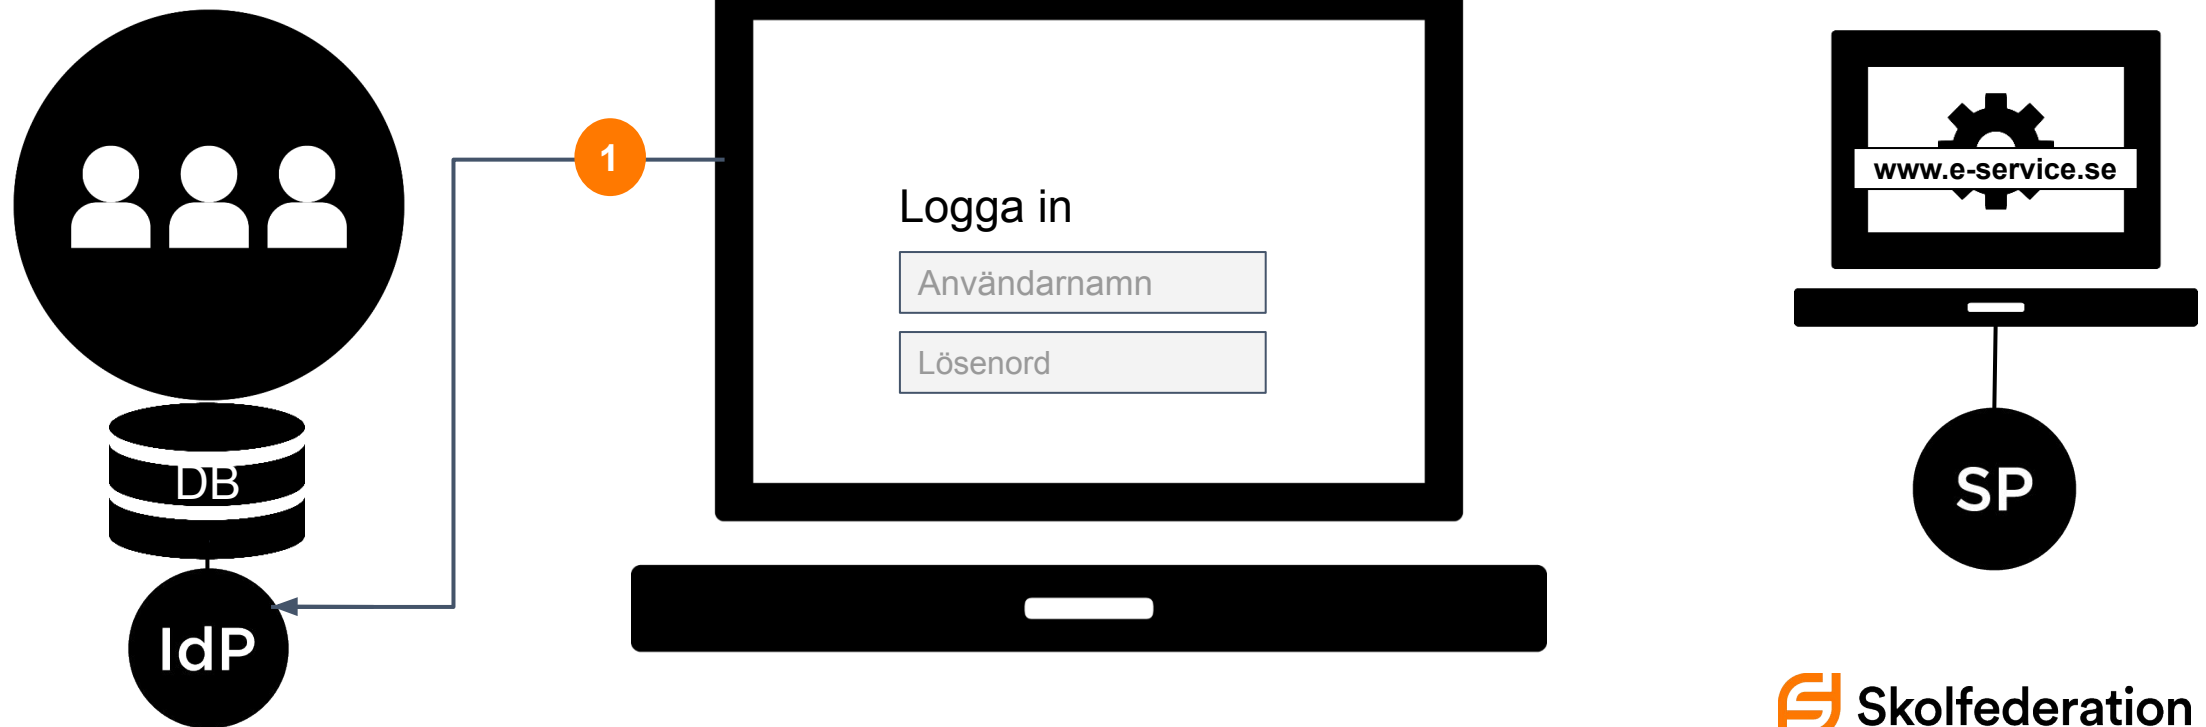 1
www.e-service.se
Logga in
Användarnamn
Lösenord
DB
SP
IdP
Skolfederation